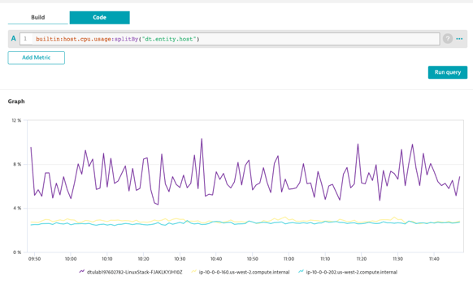 Build
Code
A
1
builtin:host.cpu.usage:splitBy("dt.entity.host")
?
Add Metric
Run query
Graph
12 %
8 %
4 %
0 %
09:50 10:00 10:10 10:20 10:30 10:40 10:50 11:00 11:10 11:20 11:30 11:40
ip-10-0-0-160.us-west-2.compute.internal
ip-10-0-0-202.us-west-2.compute.internal